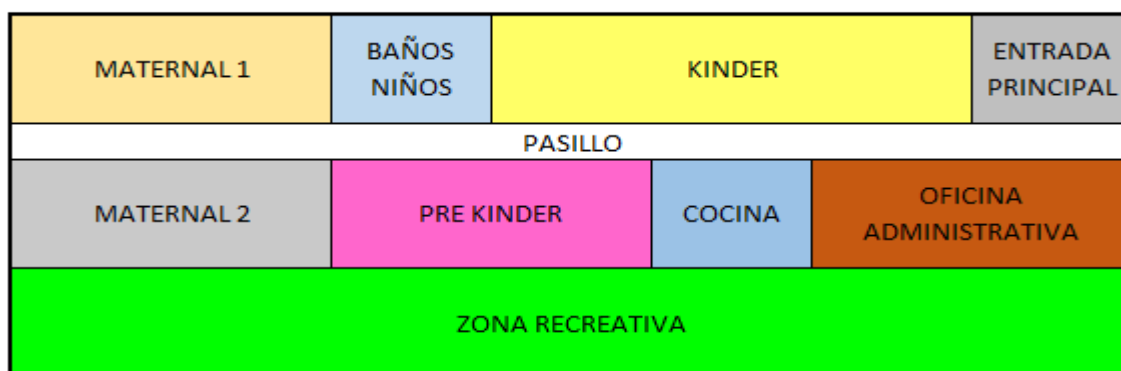 MATERNAL 1
BAÑOS
NIÑOS
KINDER
ENTRADA
PRINCIPAL
PASILLO
MATERNAL 2
PRE KINDER
COCINA
OFICINA
ADMINISTRATIVA
ZONA RECREATIVA